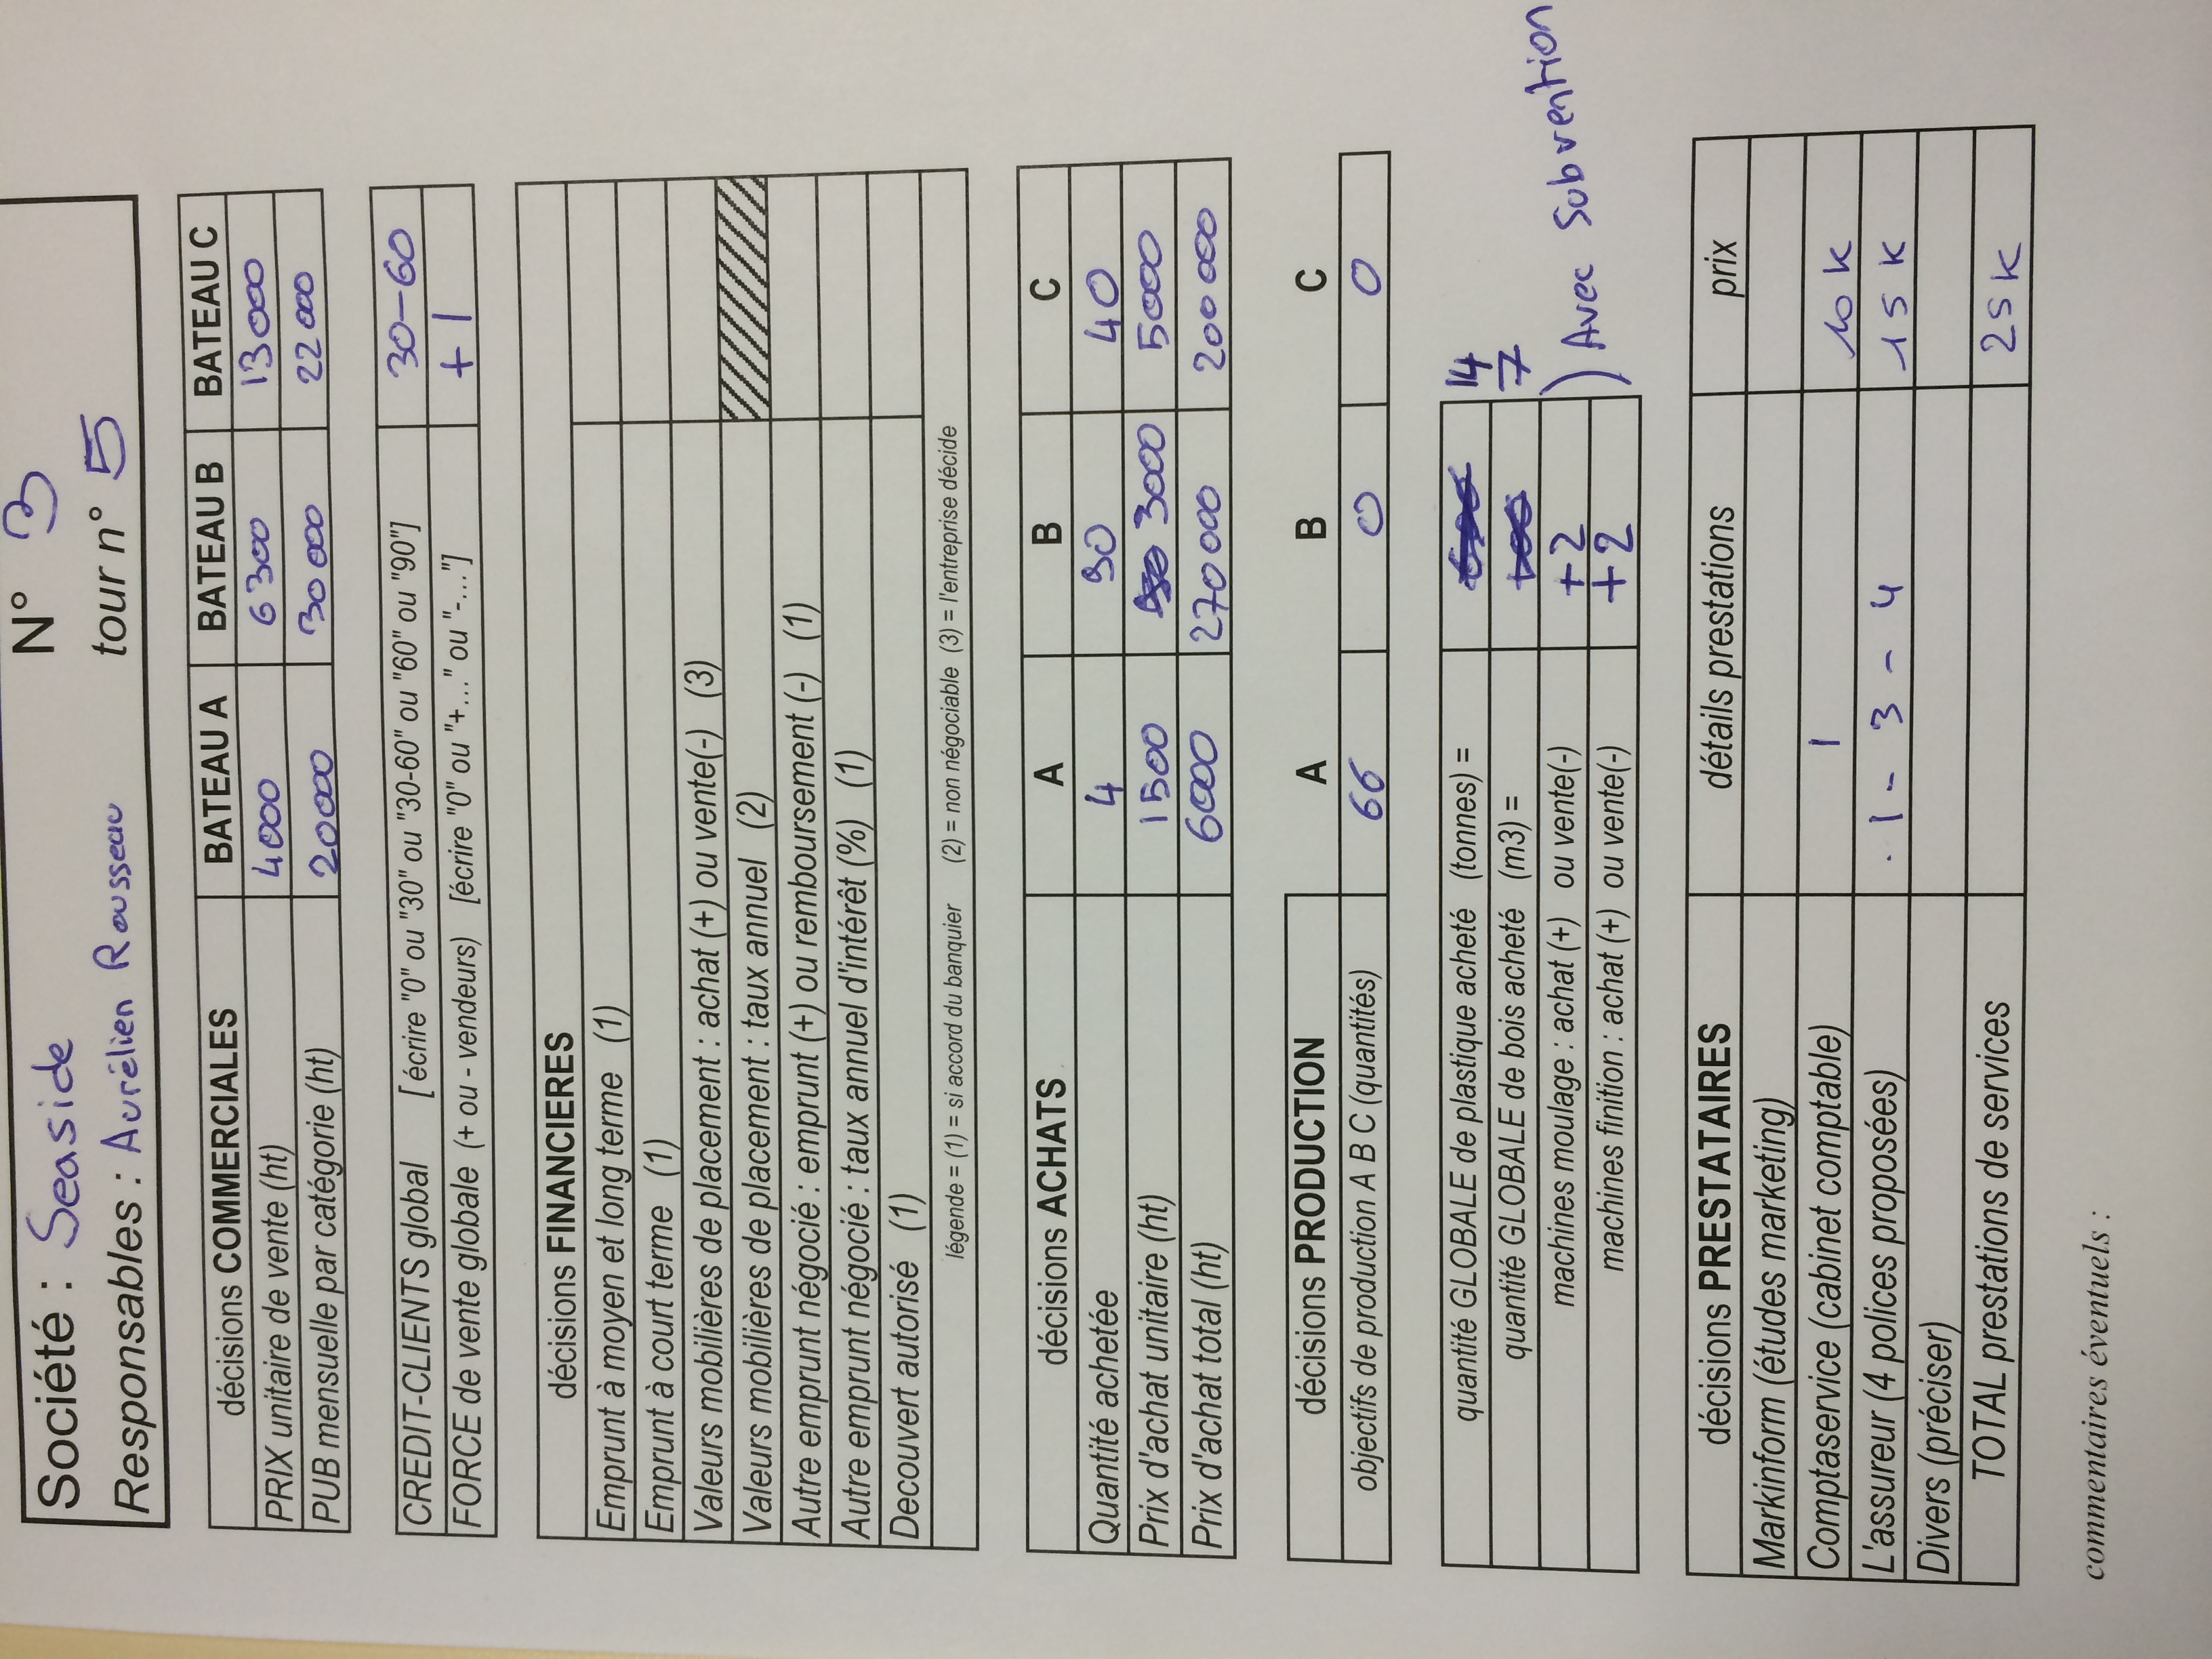 Société : Seaside N° 3
Responsables : Aurélien Rousseau tour n° 5
décisions COMMERCIALES BATEAU A BATEAU B BATEAU C
PRIX unitaire de vente (ht) 4000 6300 13000
PUB mensuelle par catégorie (ht) 20000 30000 22000
CREDIT-CLIENTS global [ écrire "0" ou "30" ou "30-60" ou "60" ou "90"] 30-60
FORCE de vente globale (+ ou - vendeurs) [écrire "0" ou "+..." ou "-..."] +1
décisions FINANCIERES
Emprunt à moyen et long terme (1)
Emprunt à court terme (1)
Valeurs mobilières de placement : achat (+) ou vente(-) (3)
Valeurs mobilières de placement : taux annuel (2)
Autre emprunt négocié : emprunt (+) ou remboursement (-) (1)
Autre emprunt négocié : taux annuel d'intérêt (%) (1)
Decouvert autorisé (1)
légende = (1) = si accord du banquier (2) = non négociable (3) = l'entreprise décide
décisions ACHATS A B C
Quantité achetée 4 90 40
Prix d'achat unitaire (ht) 1500 3000 5000
Prix d'achat total (ht) 6000 270000 200000
décisions PRODUCTION A B C
objectifs de production A B C (quantités) 66 0 0
quantité GLOBALE de plastique acheté (tonnes) = 14
quantité GLOBALE de bois acheté (m3) = 7
machines moulage : achat (+) ou vente(-) +2
machines finition : achat (+) ou vente(-) +2
) Avec Subvention
décisions PRESTATAIRES détails prestations prix
Markinform (études marketing)
Comptaservice (cabinet comptable) 1 10 K
L'assureur (4 polices proposées) 1 - 3 - 4 15 K
Divers (préciser)
TOTAL prestations de services 25 K
commentaires éventuels :